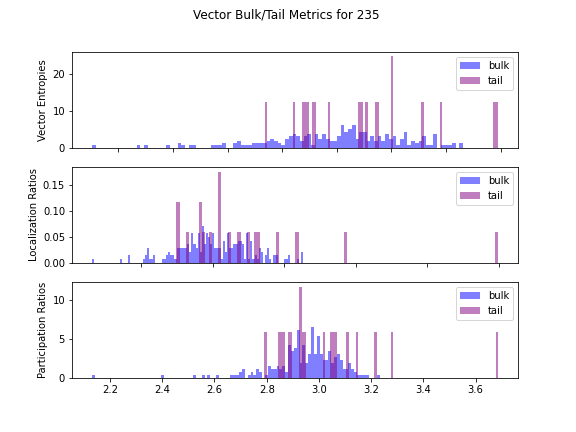 Vector Bulk/Tail Metrics for 235
Vector Entropies
20
10
0
bulk
tail
Localization Ratios
0.15
0.10
0.05
0.00
bulk
tail
Participation Ratios
10
5
0
bulk
tail
2.2 2.4 2.6 2.8 3.0 3.2 3.4 3.6